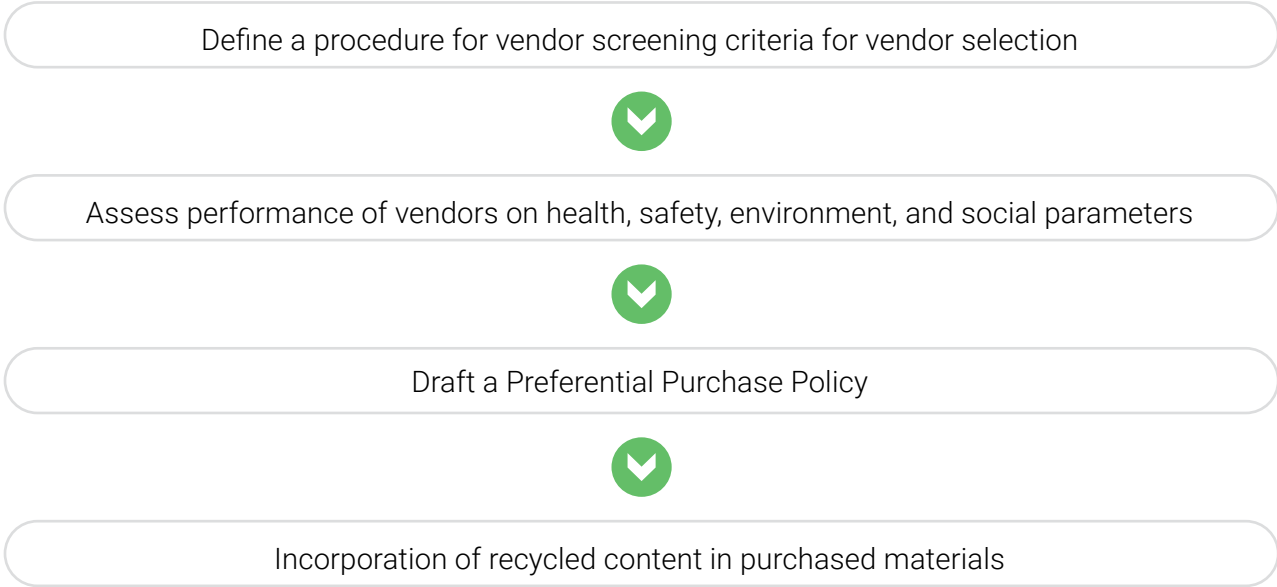 Define a procedure for vendor screening criteria for vendor selection
Assess performance of vendors on health, safety, environment, and social parameters
Draft a Preferential Purchase Policy
Incorporation of recycled content in purchased materials